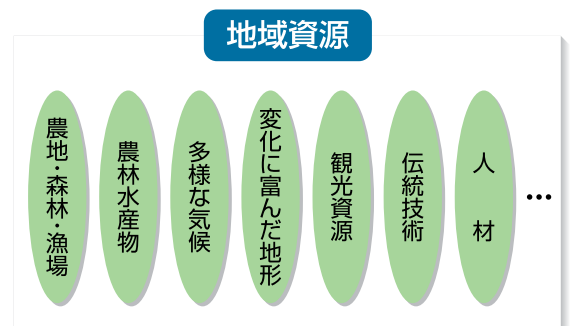 地域資源
農地・森林・漁場
農林水産物
多様な気候
変化に富んだ地形
観光資源
伝統技術
人材
…